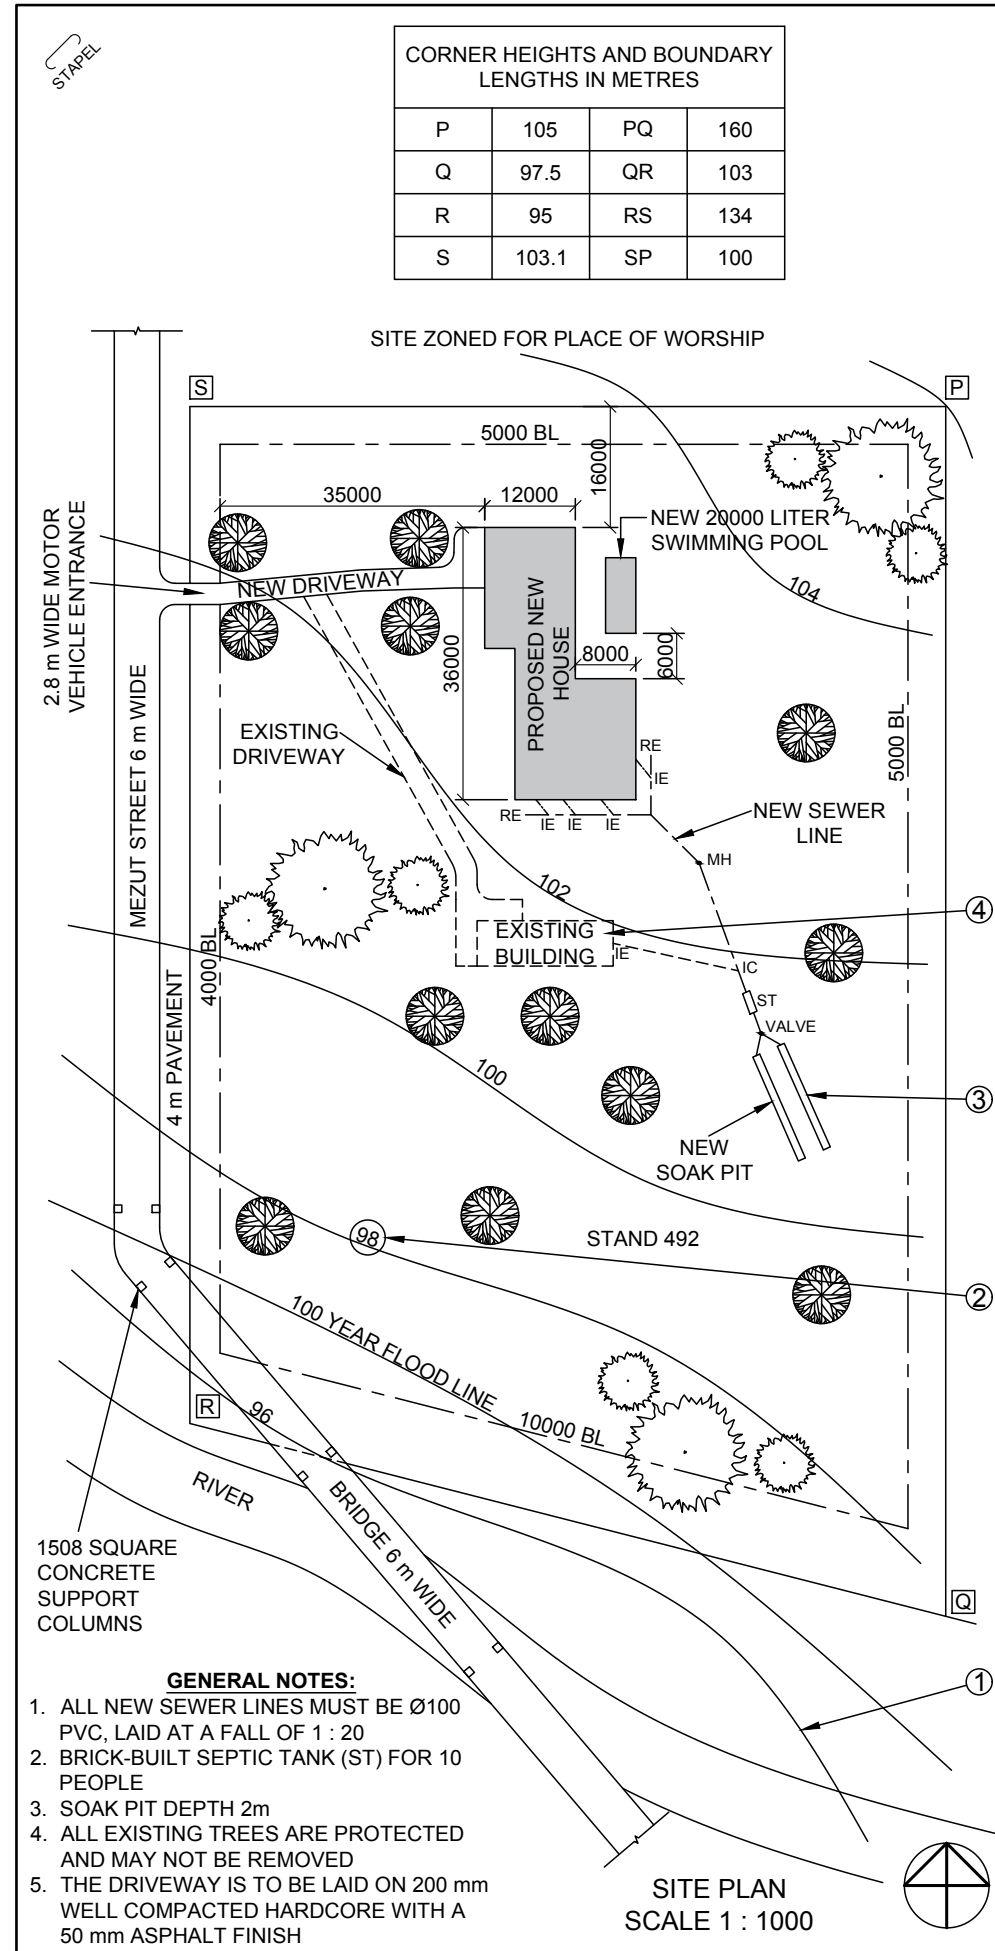 STAPEL
CORNER HEIGHTS AND BOUNDARY
LENGTHS IN METRES
P 105 PQ 160
Q 97.5 QR 103
R 95 RS 134
S 103.1 SP 100
SITE ZONED FOR PLACE OF WORSHIP
S
P
5000 BL
16000
35000
12000
NEW 20000 LITER
SWIMMING POOL
2.8 m WIDE MOTOR
VEHICLE ENTRANCE
NEW DRIVEWAY
104
36000
PROPOSED NEW
HOUSE
8000
6000
MEZUT STREET 6 m WIDE
EXISTING
DRIVEWAY
5000 BL
RE
IE
RE
IE
IE
IE
NEW SEWER
LINE
MH
102
4
EXISTING
BUILDING
IE
4000 BL
IC
ST
VALVE
4 m PAVEMENT
100
3
NEW
SOAK PIT
98
STAND 492
2
100 YEAR FLOOD LINE
R
96
10000 BL
RIVER
BRIDGE 6 m WIDE
1508 SQUARE
CONCRETE
SUPPORT
COLUMNS
Q
1
GENERAL NOTES:
1. ALL NEW SEWER LINES MUST BE Ø100
PVC, LAID AT A FALL OF 1 : 20
2. BRICK-BUILT SEPTIC TANK (ST) FOR 10
PEOPLE
3. SOAK PIT DEPTH 2m
4. ALL EXISTING TREES ARE PROTECTED
AND MAY NOT BE REMOVED
5. THE DRIVEWAY IS TO BE LAID ON 200 mm
WELL COMPACTED HARDCORE WITH A
50 mm ASPHALT FINISH
SITE PLAN
SCALE 1 : 1000